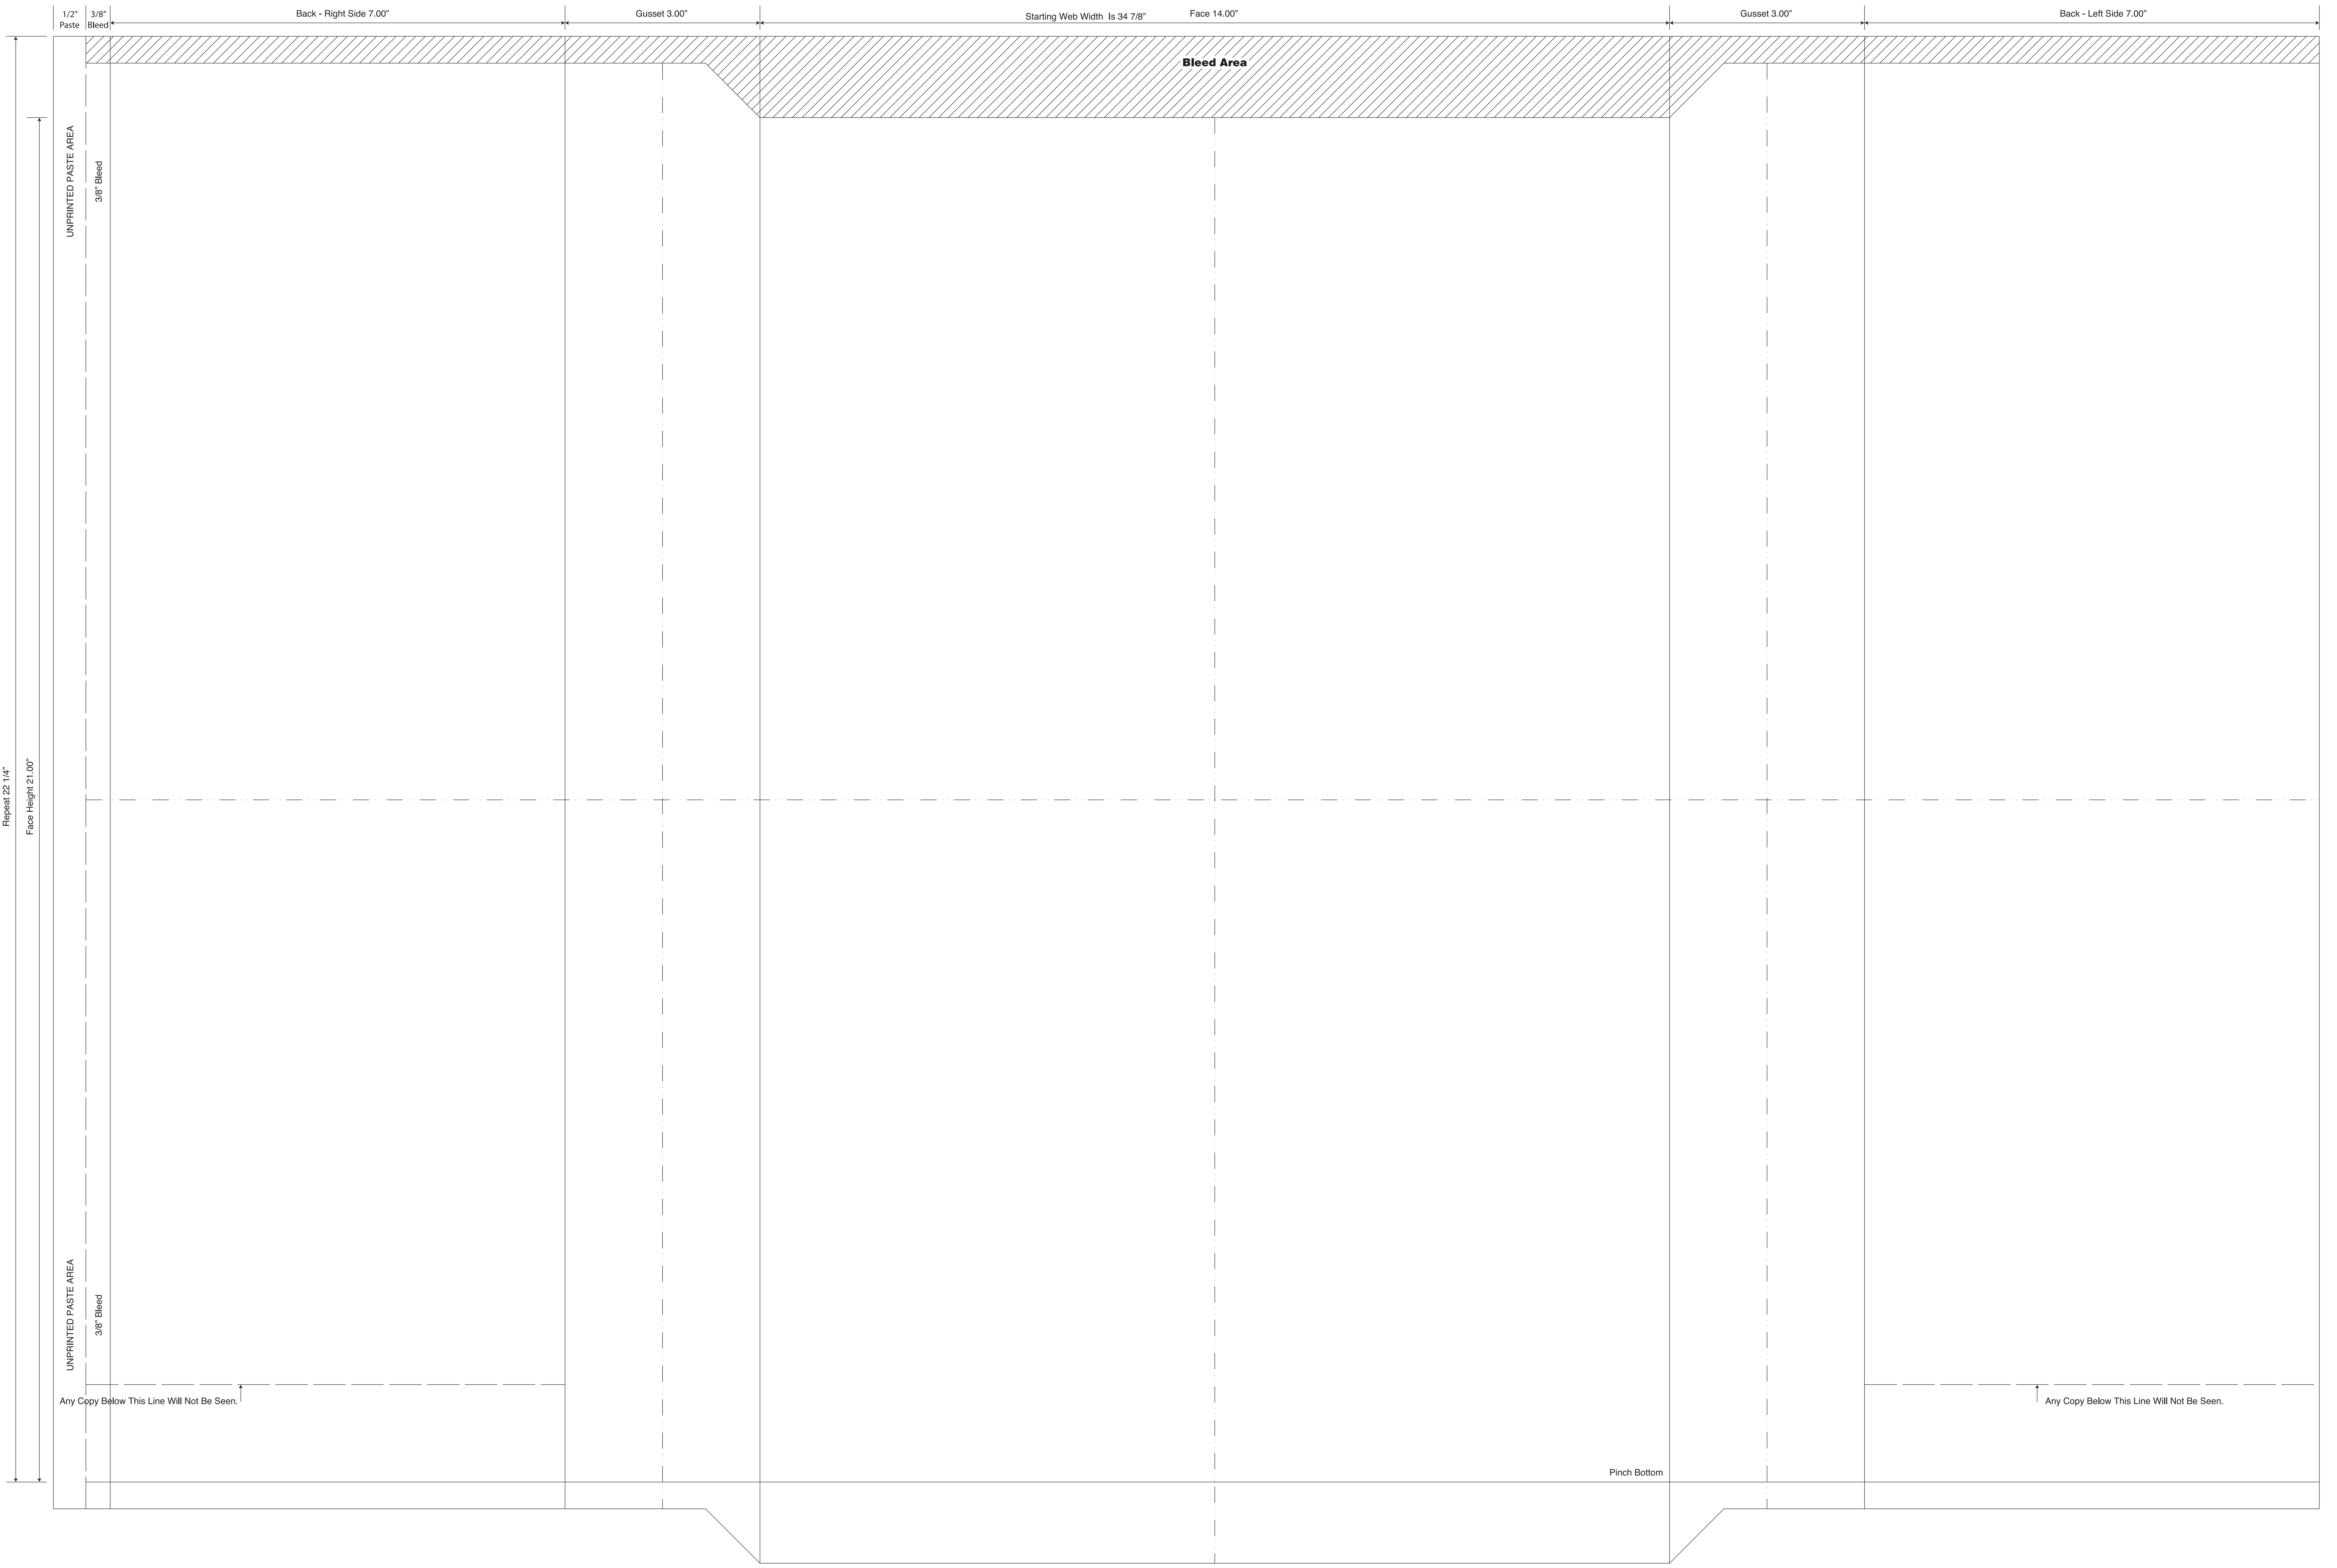 1/2”
Paste
3/8”
Bleed
Back - Right Side 7.00”
Gusset 3.00”
Starting Web Width  Is 34 7/8”
Face 14.00”
Gusset 3.00”
Back - Left Side 7.00”
Bleed Area
UNPRINTED PASTE AREA
3/8” Bleed
Repeat 22 1/4”
Face Height 21.00”
UNPRINTED PASTE AREA
3/8” Bleed
Any Copy Below This Line Will Not Be Seen.
Any Copy Below This Line Will Not Be Seen.
Pinch Bottom